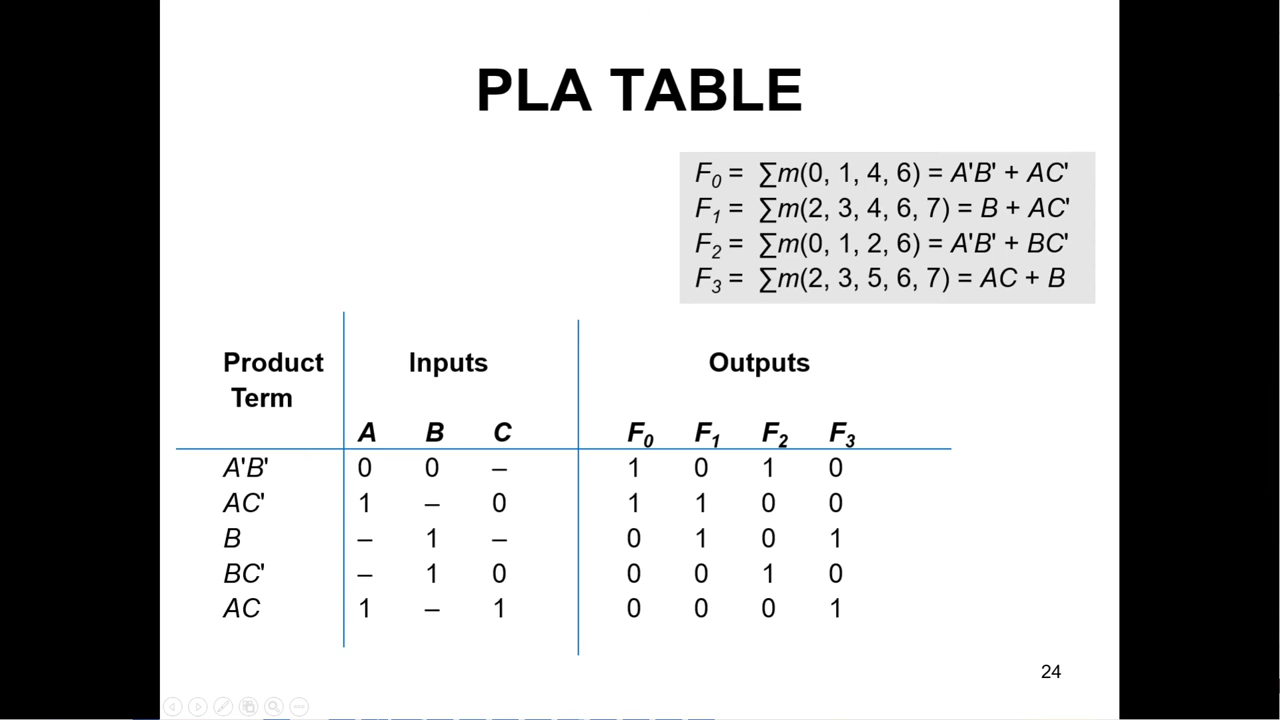 PLA TABLE
F0 = ∑m(0, 1, 4, 6) = A'B' + AC'
F1 = ∑m(2, 3, 4, 6, 7) = B + AC'
F2 = ∑m(0, 1, 2, 6) = A'B' + BC'
F3 = ∑m(2, 3, 5, 6, 7) = AC + B
Product Inputs Outputs
Term
A B C F0 F1 F2 F3
A'B' 0 0 – 1 0 1 0
AC' 1 – 0 1 1 0 0
B – 1 – 0 1 0 1
BC' – 1 0 0 0 1 0
AC 1 – 1 0 0 0 1
24